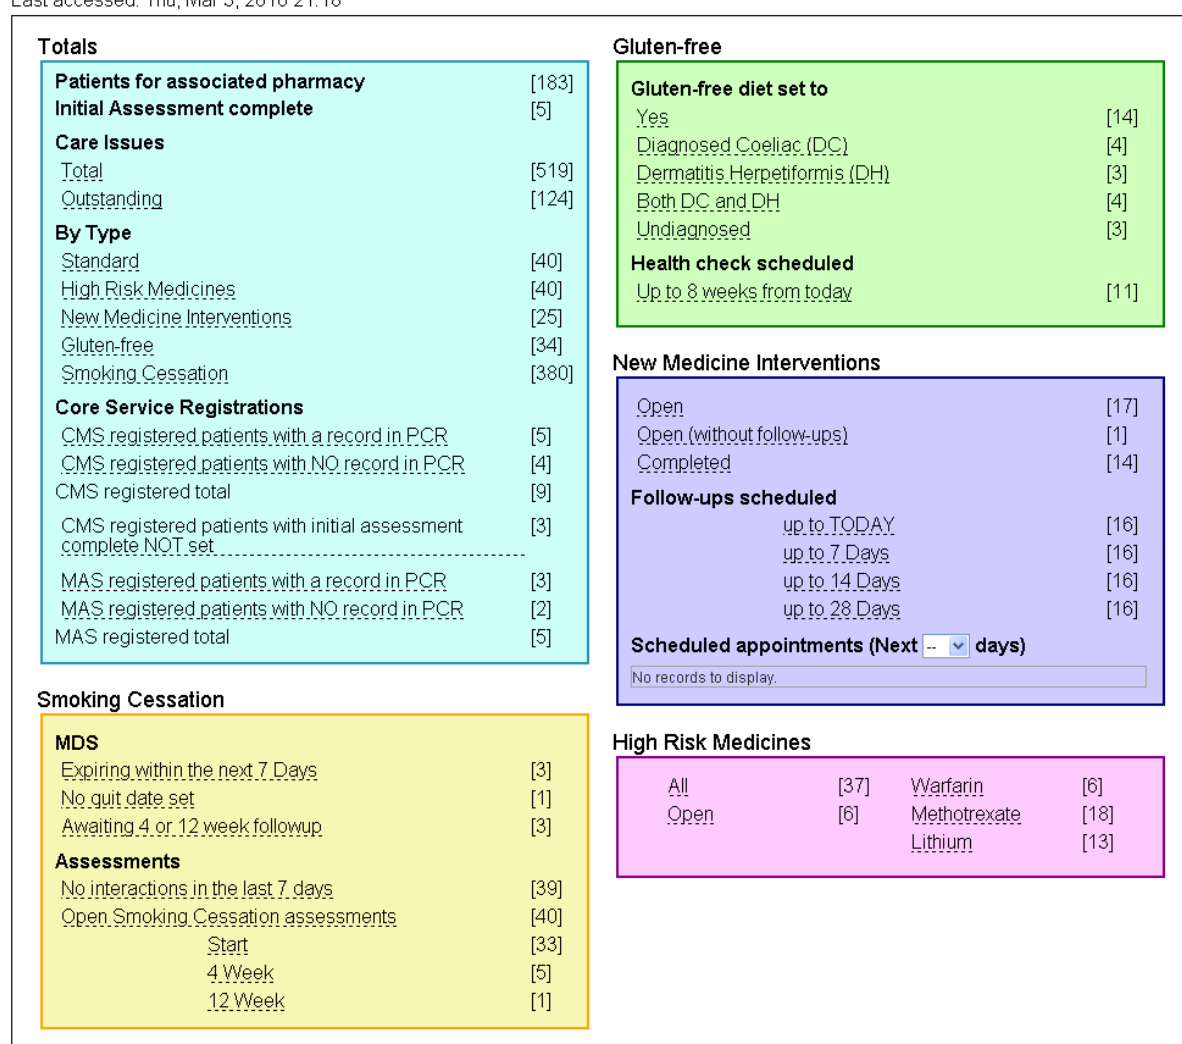 Last accessed: Thu, Mar 3, 2016 21:18
Totals
Patients for associated pharmacy [183]
Initial Assessment complete [5]
Care Issues
Total [519]
Outstanding [124]
By Type
Standard [40]
High Risk Medicines [40]
New Medicine Interventions [25]
Gluten-free [34]
Smoking Cessation [380]
Core Service Registrations
CMS registered patients with a record in PCR [5]
CMS registered patients with NO record in PCR [4]
CMS registered total [9]
CMS registered patients with initial assessment [3]
complete NOT set
MAS registered patients with a record in PCR [3]
MAS registered patients with NO record in PCR [2]
MAS registered total [5]
Smoking Cessation
MDS
Expiring within the next 7 Days [3]
No quit date set [1]
Awaiting 4 or 12 week followup [3]
Assessments
No interactions in the last 7 days [39]
Open Smoking Cessation assessments [40]
Start [33]
4 Week [5]
12 Week [1]
Gluten-free
Gluten-free diet set to
Yes [14]
Diagnosed Coeliac (DC) [4]
Dermatitis Herpetiformis (DH) [3]
Both DC and DH [4]
Undiagnosed [3]
Health check scheduled
Up to 8 weeks from today [11]
New Medicine Interventions
Open [17]
Open (without follow-ups) [1]
Completed [14]
Follow-ups scheduled
up to TODAY [16]
up to 7 Days [16]
up to 14 Days [16]
up to 28 Days [16]
Scheduled appointments (Next -- days)
No records to display.
High Risk Medicines
All [37] Warfarin [6]
Open [6] Methotrexate [18]
Lithium [13]